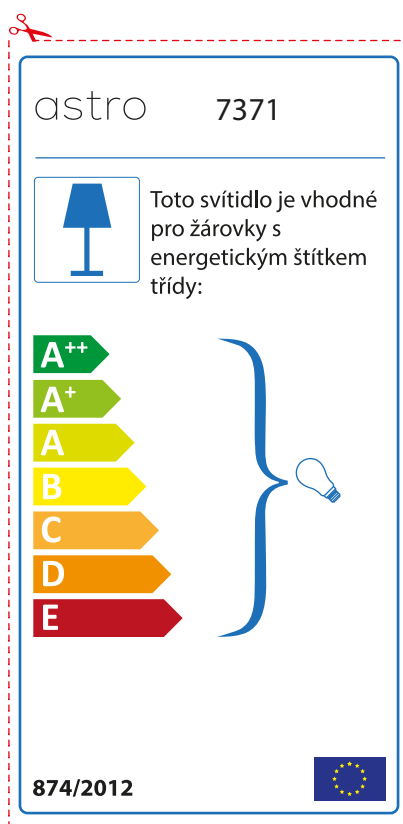 astro 7371
Toto svítidlo je vhodné
pro žárovky s
energetickým štítkem
třídy:
A++
A+
A
B
C
D
E
874/2012